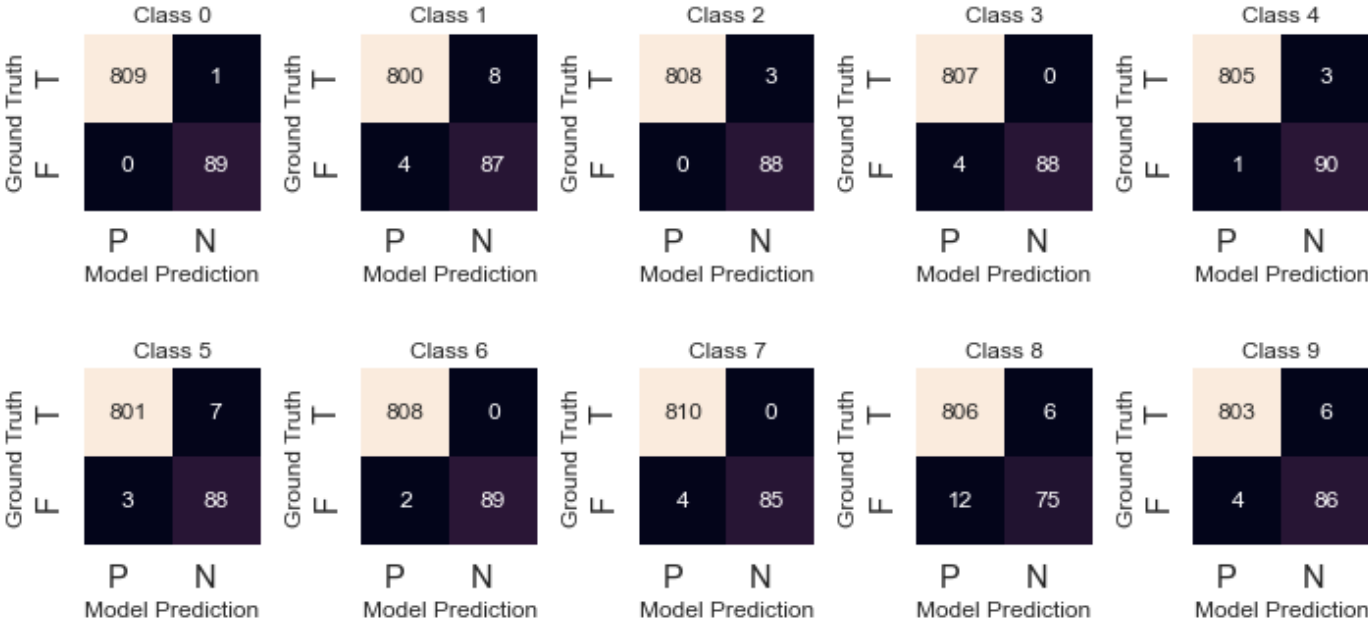 Class 0 Class 1 Class 2 Class 3 Class 4
Ground Truth T 809 1 Ground Truth T 800 8 Ground Truth T 808 3 Ground Truth T 807 0 Ground Truth T 805 3
F 0 89 F 4 87 F 0 88 F 4 88 F 1 90
P N P N P N P N P N
Model Prediction Model Prediction Model Prediction Model Prediction Model Prediction
Class 5 Class 6 Class 7 Class 8 Class 9
Ground Truth T 801 7 Ground Truth T 808 0 Ground Truth T 810 0 Ground Truth T 806 6 Ground Truth T 803 6
F 3 88 F 2 89 F 4 85 F 12 75 F 4 86
P N P N P N P N P N
Model Prediction Model Prediction Model Prediction Model Prediction Model Prediction